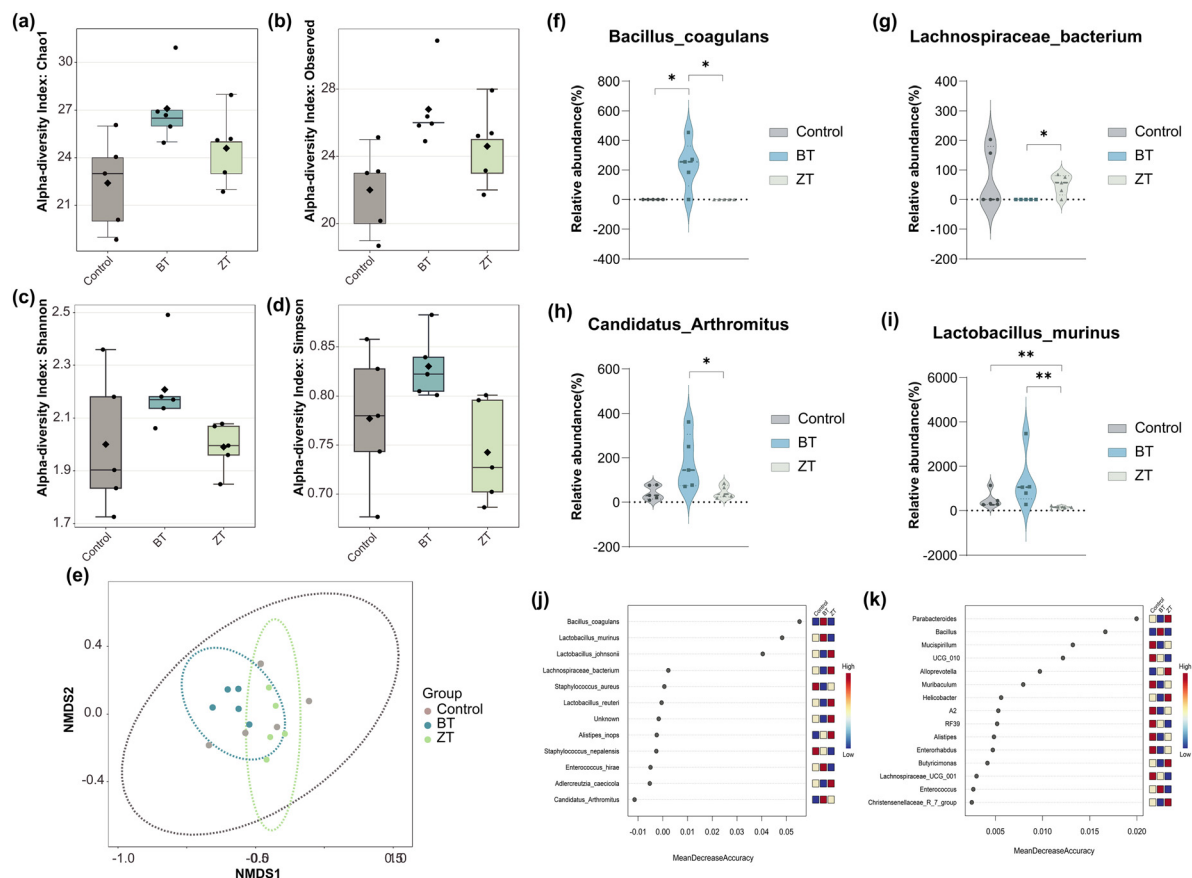 (a)
Alpha-diversity Index: Chao1
30
27
24
21
Control
BT
ZT
(b)
Alpha-diversity Index: Observed
28
24
20
Control
BT
ZT
(c)
Alpha-diversity Index: Shannon
2.5
2.3
2.1
1.9
1.7
Control
BT
ZT
(d)
Alpha-diversity Index: Simpson
0.85
0.80
0.75
0.70
Control
BT
ZT
(e)
NMDS2
0.4
0.0
-0.4
-1.0
NMDS1
Group
Control
BT
ZT
(f)
Bacillus_coagulans
Relative abundance(%)
800
600
400
200
0
-200
-400
* *
Control
BT
ZT
(g)
Lachnospiraceae_bacterium
Relative abundance(%)
400
300
200
100
0
-100
-200
*
Control
BT
ZT
(h)
Candidatus_Arthromitus
Relative abundance(%)
600
400
200
0
-200
*
Control
BT
ZT
(i)
Lactobacillus_murinus
Relative abundance(%)
6000
4000
2000
0
-2000
**
**
Control
BT
ZT
(j)
Control BT ZT
Bacillus_coagulans
Lactobacillus_murinus
Lactobacillus_johnsonii
Lachnospiraceae_bacterium
Staphylococcus_aureus
Lactobacillus_reuteri
Unknown
Alistipes_inops
Staphylococcus_nepalensis
Enterococcus_hirae
Adlercreutzia_caecicola
Candidatus_Arthromitus
-0.01 0.00 0.01 0.02 0.03 0.04 0.05
MeanDecreaseAccuracy
High
Low
(k)
Control BT ZT
Parabacteroides
Bacillus
Mucispirillum
UCG_010
Alloprevotella
Muribaculum
Helicobacter
A2
RF39
Alistipes
Enterorhabdus
Butyricimonas
Lachnospiraceae_UCG_001
Enterococcus
Christensenellaceae_R_7_group
0.005 0.010 0.015 0.020
MeanDecreaseAccuracy
High
Low